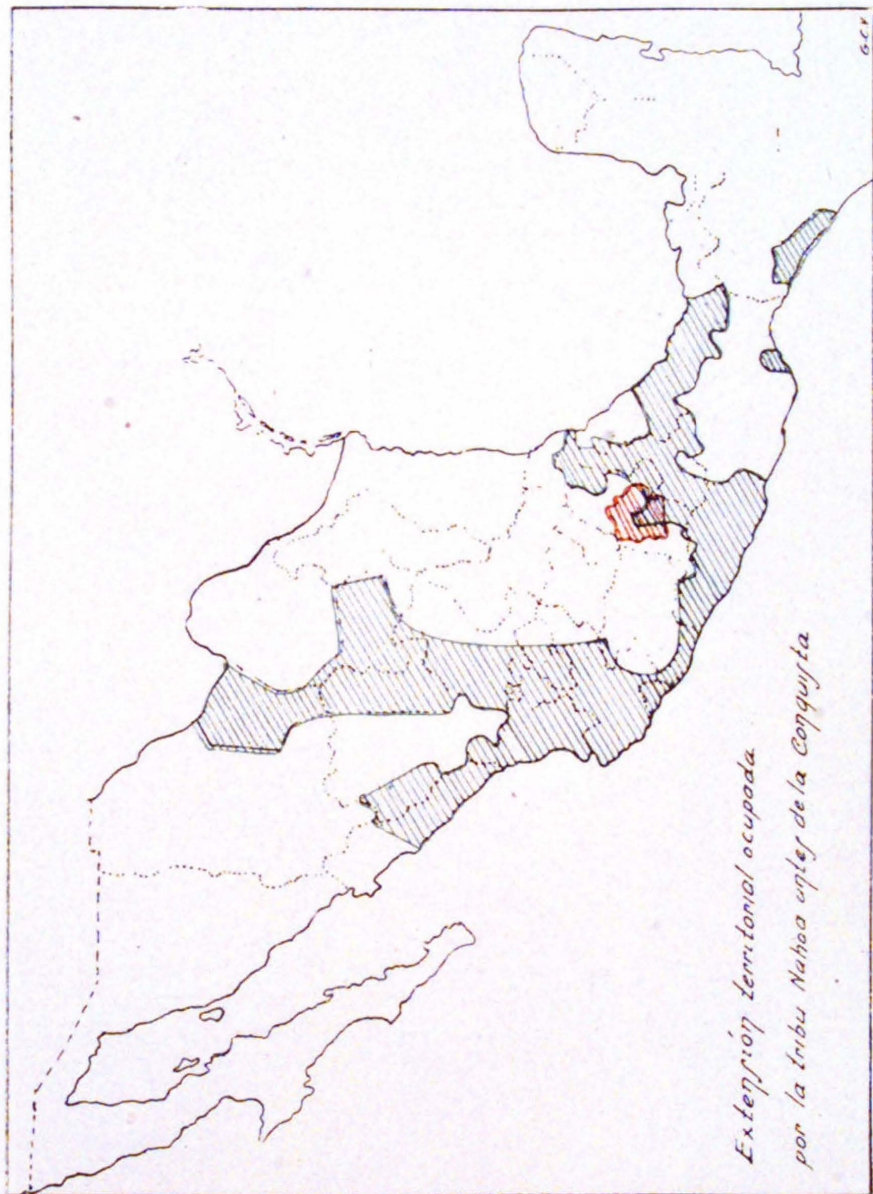 Extensión territorial ocupada
por la tribu Nahoa antes de la Conquista
G.C.V.